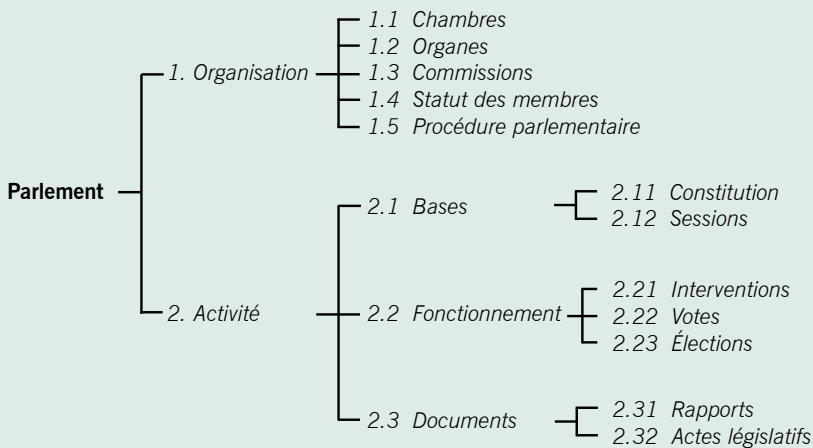 Parlement
1. Organisation
1.1 Chambres
1.2 Organes
1.3 Commissions
1.4 Statut des membres
1.5 Procédure parlementaire
2. Activité
2.1 Bases
2.11 Constitution
2.12 Sessions
2.2 Fonctionnement
2.21 Interventions
2.22 Votes
2.23 Élections
2.3 Documents
2.31 Rapports
2.32 Actes législatifs